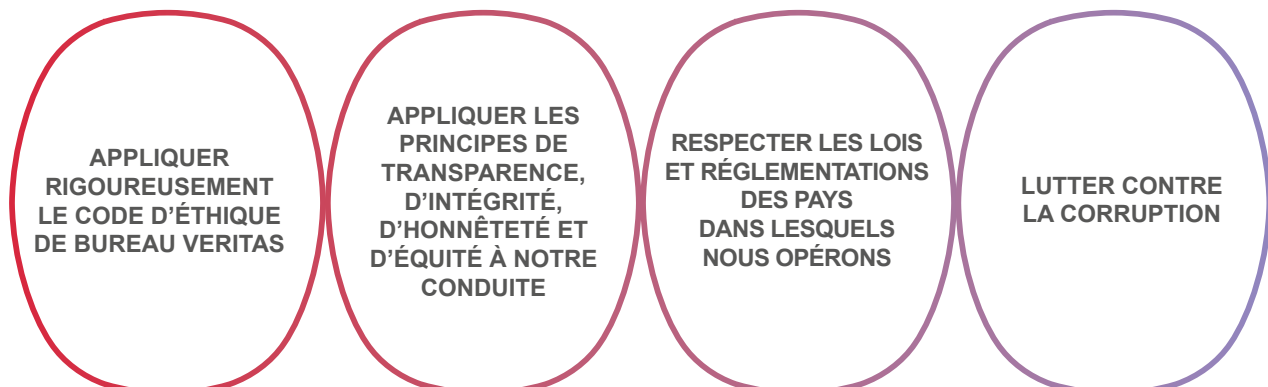 APPLIQUER
RIGOUREUSEMENT
LE CODE D'ÉTHIQUE
DE BUREAU VERITAS
APPLIQUER LES
PRINCIPES DE
TRANSPARENCE,
D'INTÉGRITÉ,
D'HONNÊTETÉ ET
D'ÉQUITÉ À NOTRE
CONDUITE
RESPECTER LES LOIS
ET RÉGLEMENTATIONS
DES PAYS
DANS LESQUELS
NOUS OPÉRONS
LUTTER CONTRE
LA CORRUPTION